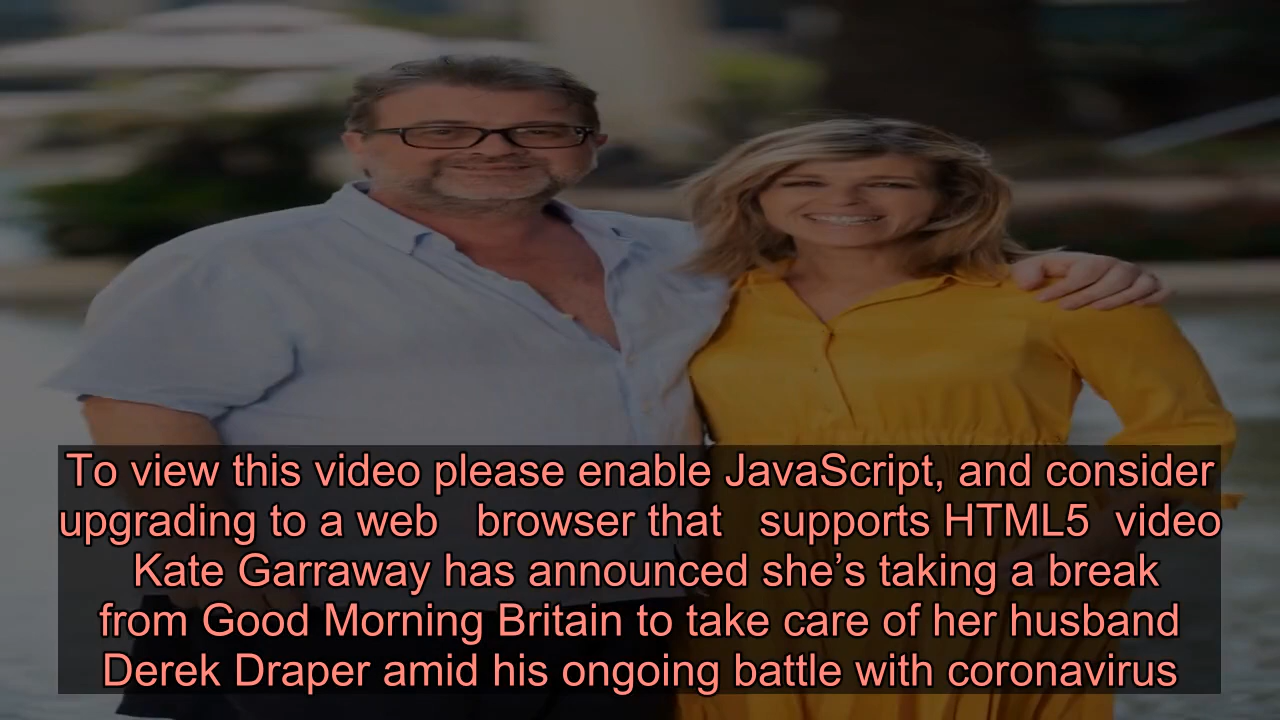 To view this video please enable JavaScript, and consider
upgrading to a web browser that supports HTML5 video
Kate Garraway has announced she’s taking a break
from Good Morning Britain to take care of her husband
Derek Draper amid his ongoing battle with coronavirus